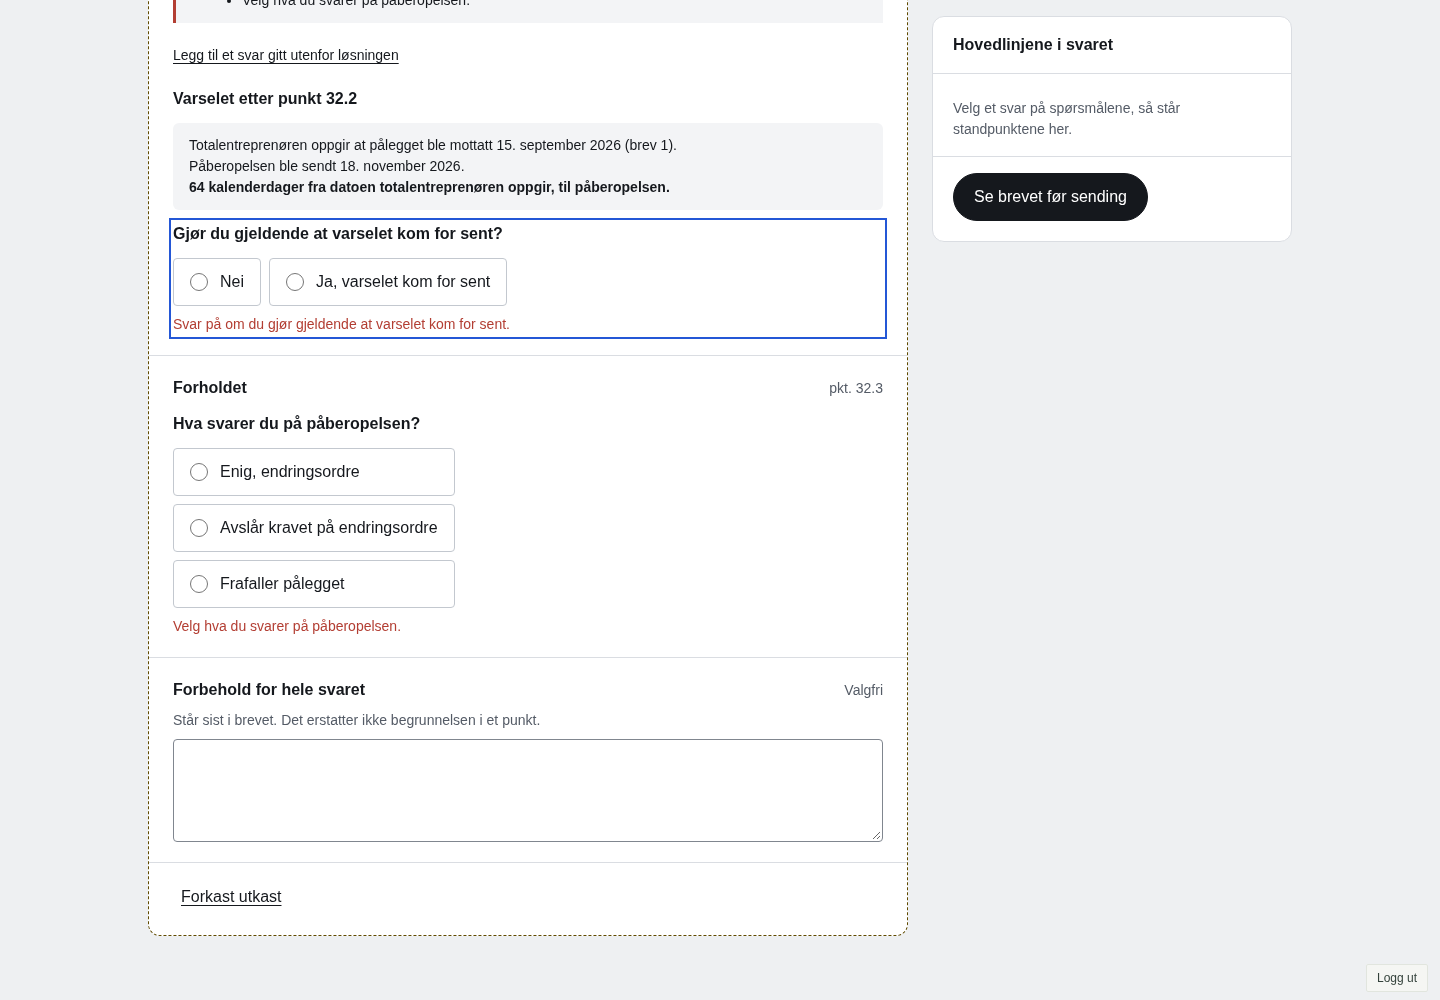 Velg hva du svarer på påberopelsen.
Legg til et svar gitt utenfor løsningen
Varselet etter punkt 32.2
Totalentreprenøren oppgir at pålegget ble mottatt 15. september 2026 (brev 1).
Påberopelsen ble sendt 18. november 2026.
64 kalenderdager fra datoen totalentreprenøren oppgir, til påberopelsen.
Gjør du gjeldende at varselet kom for sent?
Nei
Ja, varselet kom for sent
Svar på om du gjør gjeldende at varselet kom for sent.
Forholdet
pkt. 32.3
Hva svarer du på påberopelsen?
Enig, endringsordre
Avslår kravet på endringsordre
Frafaller pålegget
Velg hva du svarer på påberopelsen.
Forbehold for hele svaret
Valgfri
Står sist i brevet. Det erstatter ikke begrunnelsen i et punkt.
Forkast utkast
Hovedlinjene i svaret
Velg et svar på spørsmålene, så står
standpunktene her.
Se brevet før sending
Logg ut